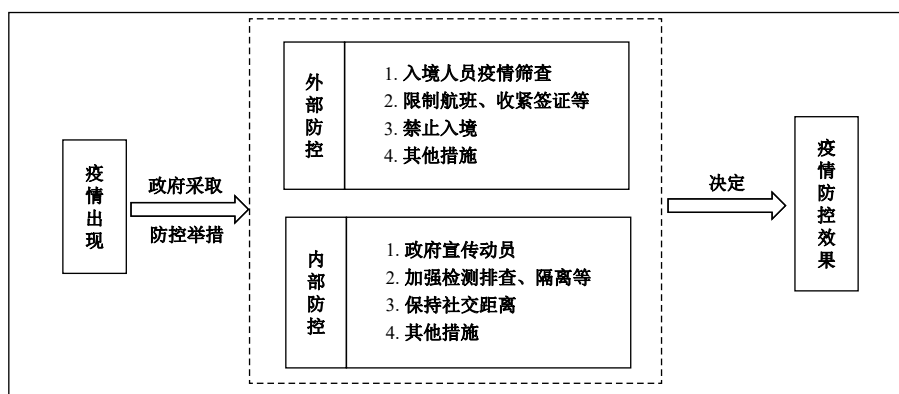 疫情出现
政府采取
防控举措
外部防控
1. 入境人员疫情筛查
2. 限制航班、收紧签证等
3. 禁止入境
4. 其他措施
内部防控
1. 政府宣传动员
2. 加强检测排查、隔离等
3. 保持社交距离
4. 其他措施
决定
疫情防控效果